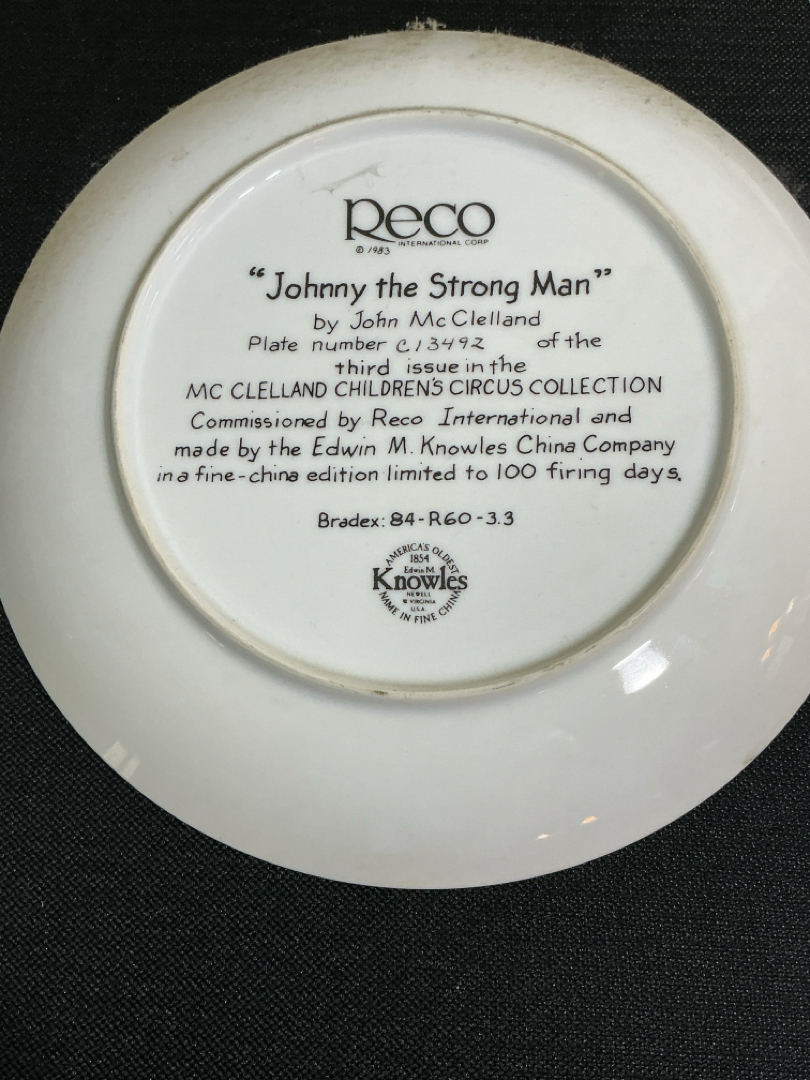 Reco
© 1983 INTERNATIONAL CORP
"Johnny the Strong Man"
by John McClelland
Plate number C13492 of the
third issue in the
MC CLELLAND CHILDREN'S CIRCUS COLLECTION
Commissioned by Reco International and
made by the Edwin M. Knowles China Company
in a fine-china edition limited to 100 firing days.
Bradex: 84-R60-3.3
AMERICA'S OLDEST
1854
Edwin M.
Knowles
NEWELL
W VIRGINIA
U.S.A.
NAME IN FINE CHINA